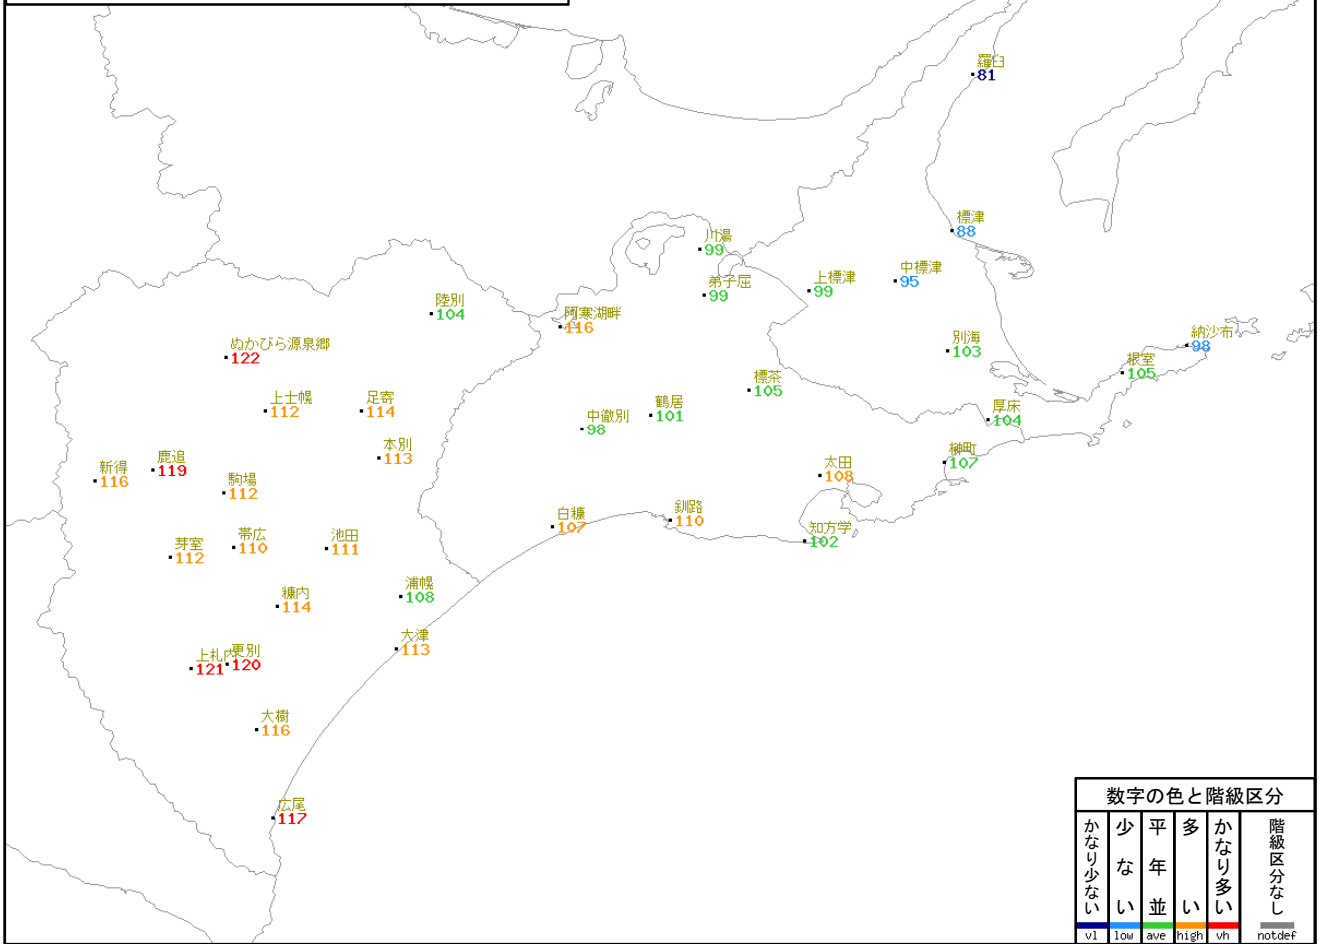 羅臼
81
標津
88
川湯
99
中標津
95
上標津
99
弟子屈
99
陸別
104
阿寒湖畔
116
納沙布
98
ぬかびら源泉郷
122
別海
103
根室
105
標茶
105
上士幌
112
足寄
114
鶴居
101
厚床
104
中徹別
98
本別
113
榊町
107
鹿追
119
新得
116
太田
108
駒場
112
白糠
107
釧路
110
知方学
102
帯広
110
池田
111
芽室
112
浦幌
108
糠内
114
大津
113
上札内
121
更別
120
大樹
116
広尾
117
数字の色と階級区分
かなり少ない
少ない
平年並
多い
かなり多い
階級区分なし
vl
low
ave
high
vh
notdef